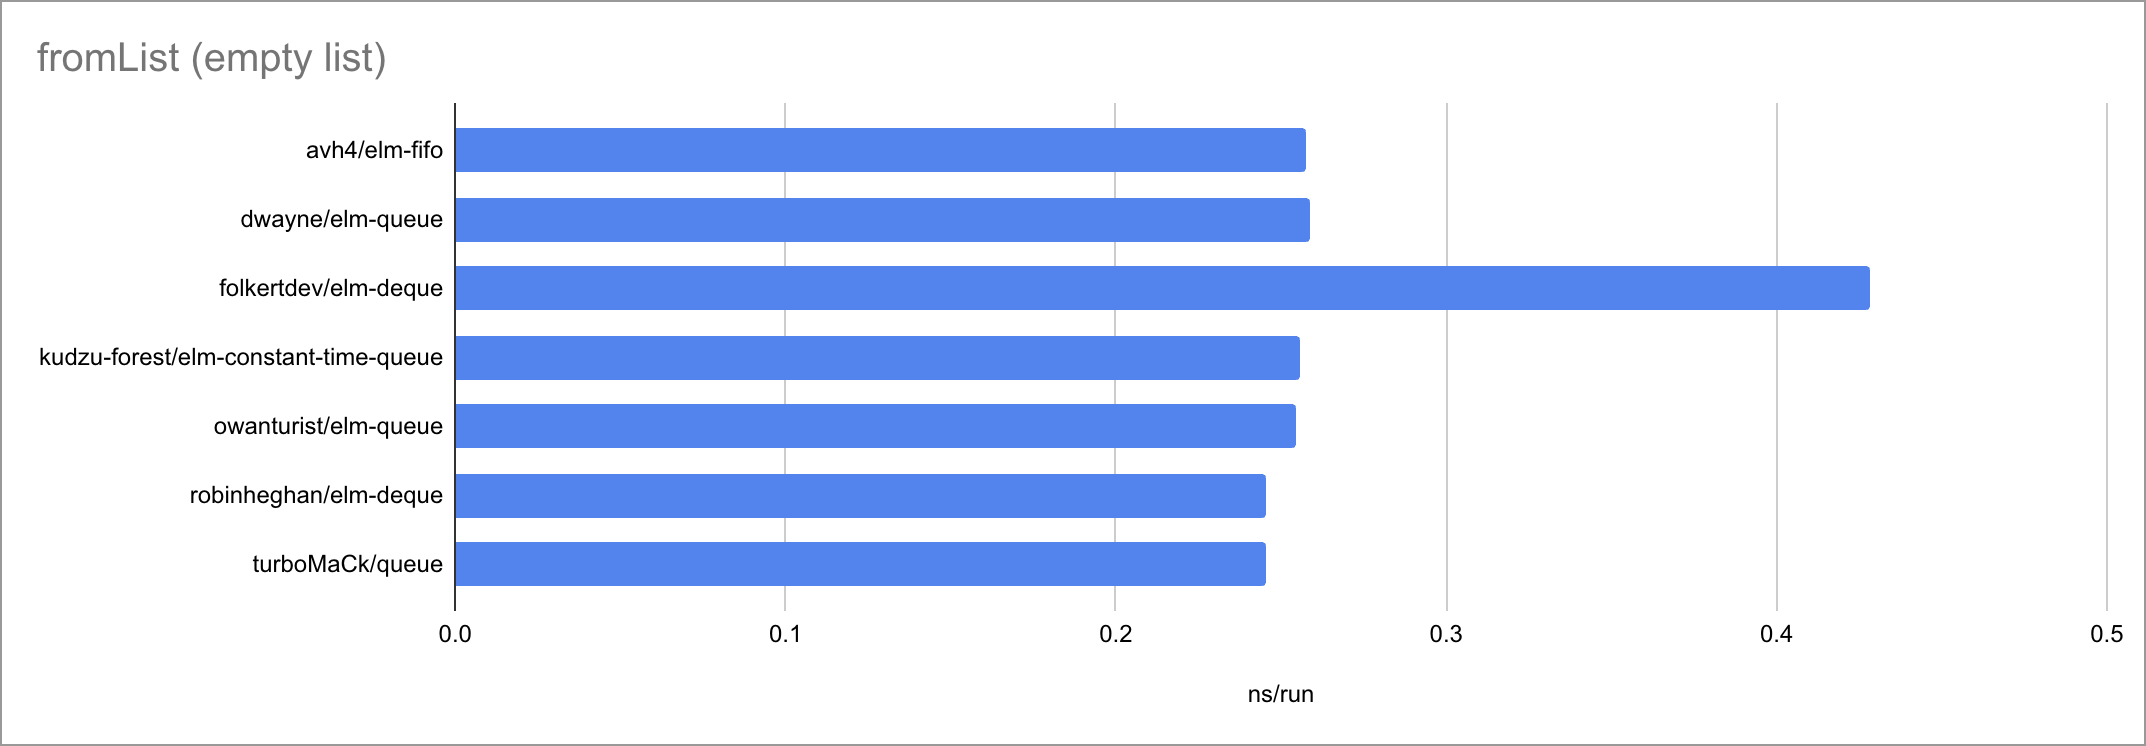 fromList (empty list)
avh4/elm-fifo
dwayne/elm-queue
folkertdev/elm-deque
kudzu-forest/elm-constant-time-queue
owanturist/elm-queue
robinheghan/elm-deque
turboMaCk/queue
0.0 0.1 0.2 0.3 0.4 0.5
ns/run